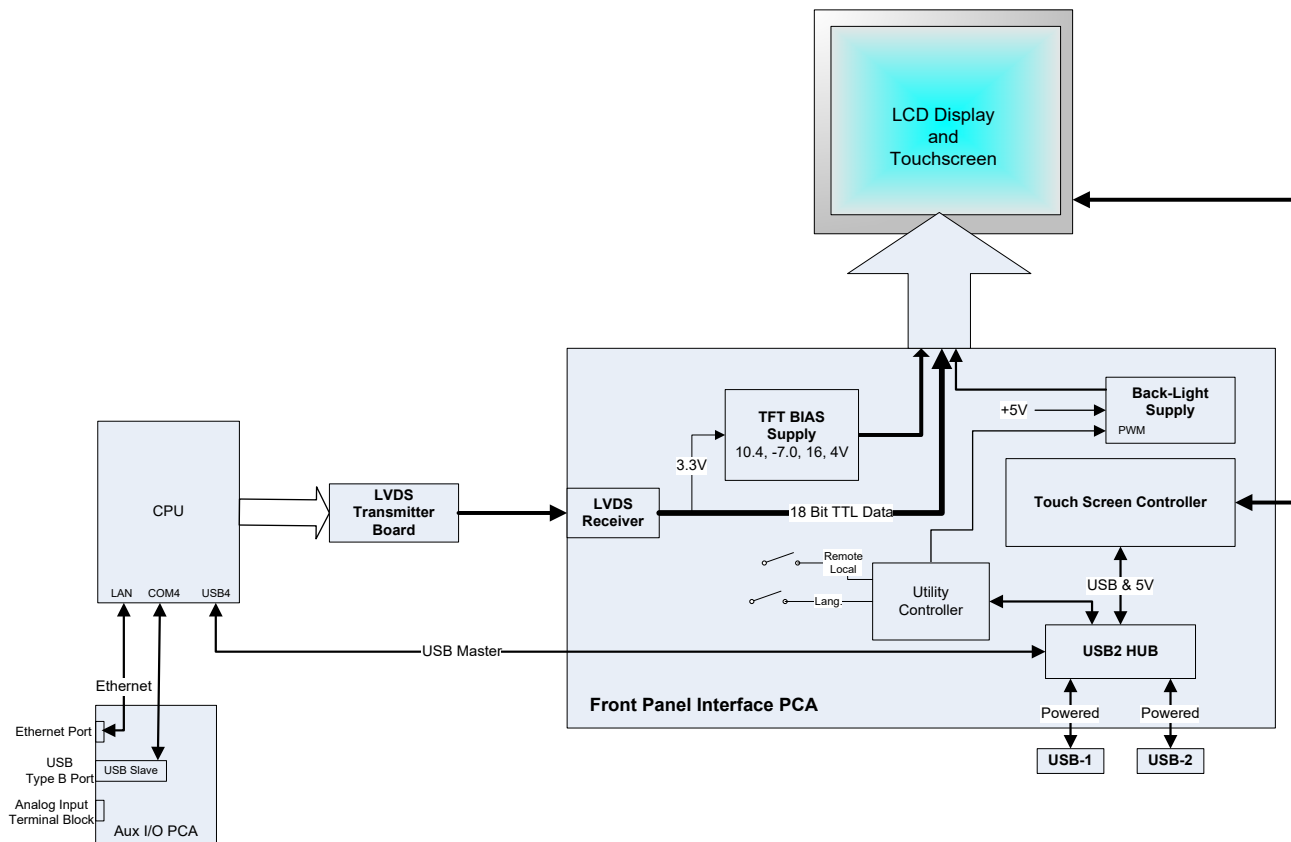 LCD Display
and
Touchscreen
Back-Light
Supply
PWM
+5V
TFT BIAS
Supply
10.4, -7.0, 16, 4V
3.3V
CPU
LAN
COM4
USB4
LVDS
Transmitter
Board
LVDS
Receiver
18 Bit TTL Data
Touch Screen Controller
Remote
Local
Lang.
Utility
Controller
USB & 5V
USB2 HUB
USB Master
Ethernet
Front Panel Interface PCA
Powered
Powered
USB-1
USB-2
Ethernet Port
USB
Type B Port
USB Slave
Analog Input
Terminal Block
Aux I/O PCA